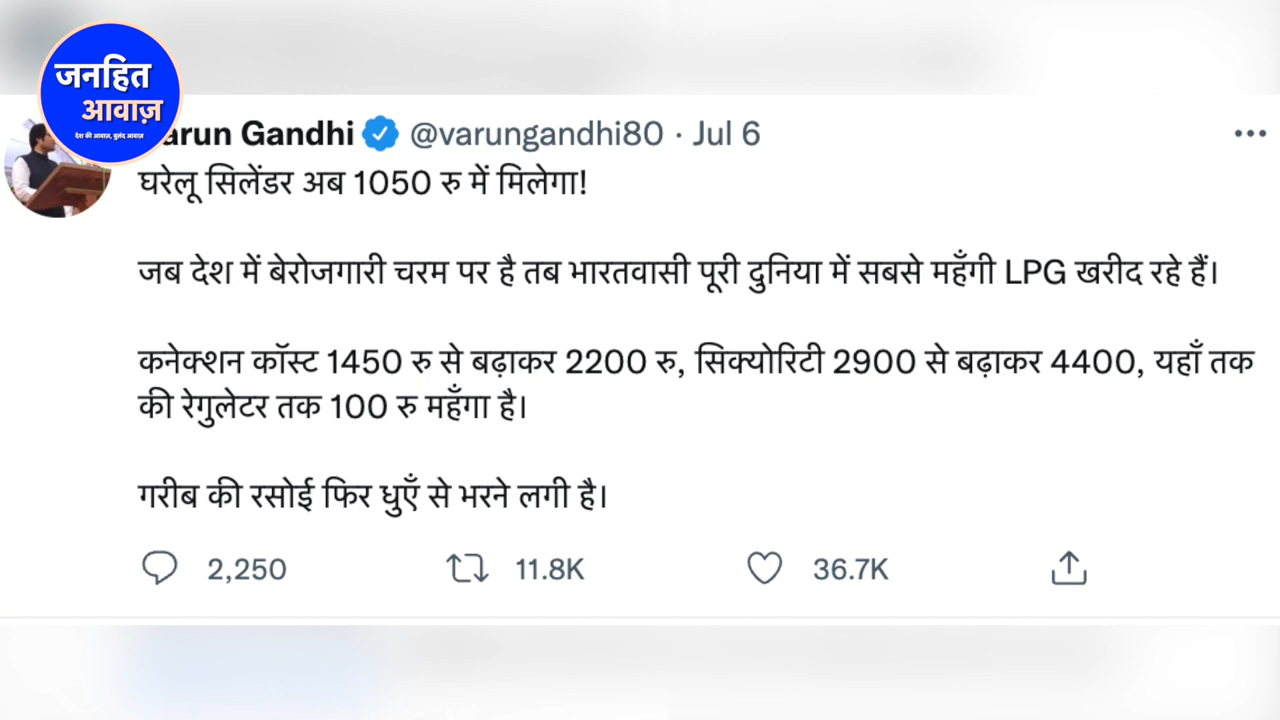 जनहित
आवाज़
देश की आवाज़, बुलंद आवाज़
arun Gandhi @varungandhi80 · Jul 6
घरेलू सिलेंडर अब 1050 रु में मिलेगा!
जब देश में बेरोजगारी चरम पर है तब भारतवासी पूरी दुनिया में सबसे महँगी LPG खरीद रहे हैं।
कनेक्शन कॉस्ट 1450 रु से बढ़ाकर 2200 रु, सिक्योरिटी 2900 से बढ़ाकर 4400, यहाँ तक
की रेगुलेटर तक 100 रु महँगा है।
गरीब की रसोई फिर धुएँ से भरने लगी है।
2,250 11.8K 36.7K